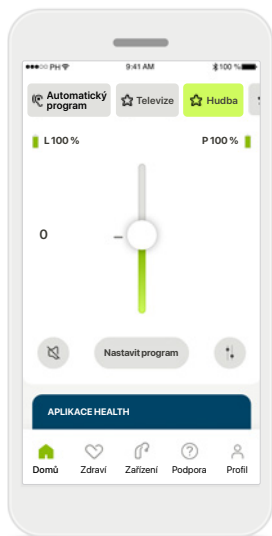 PH 9:41 AM 100 %
Automatický program Televize Hudba
L 100 % P 100 %
0
Nastavit program
APLIKACE HEALTH
Domů Zdraví Zařízení Podpora Profil